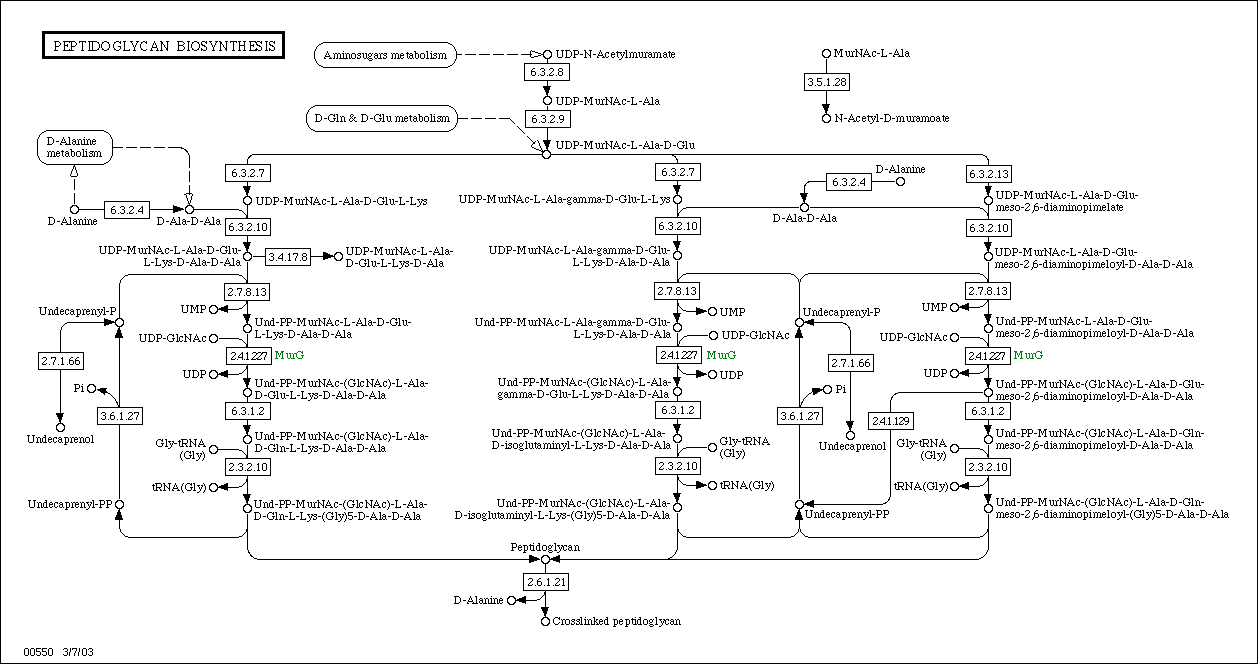 PEPTIDOGLYCAN BIOSYNTHESIS
Aminosugars metabolism
UDP-N-Acetylmuramate
MurNAc-L-Ala
6.3.2.8
3.5.1.28
UDP-MurNAc-L-Ala
D-Gln & D-Glu metabolism
6.3.2.9
N-Acetyl-D-muramoate
UDP-MurNAc-L-Ala-D-Glu
D-Alanine
metabolism
6.3.2.7
6.3.2.7
D-Alanine
6.3.2.4
6.3.2.13
UDP-MurNAc-L-Ala-D-Glu-L-Lys
UDP-MurNAc-L-Ala-gamma-D-Glu-L-Lys
UDP-MurNAc-L-Ala-D-Glu-
meso-2,6-diaminopimelate
D-Alanine
6.3.2.4
D-Ala-D-Ala
D-Ala-D-Ala
6.3.2.10
6.3.2.10
6.3.2.10
UDP-MurNAc-L-Ala-D-Glu-
L-Lys-D-Ala-D-Ala
3.4.17.8
UDP-MurNAc-L-Ala-
D-Glu-L-Lys-D-Ala
UDP-MurNAc-L-Ala-gamma-D-Glu-
L-Lys-D-Ala-D-Ala
UDP-MurNAc-L-Ala-D-Glu-
meso-2,6-diaminopimeloyl-D-Ala-D-Ala
2.7.8.13
2.7.8.13
2.7.8.13
Undecaprenyl-P
UMP
UMP
Undecaprenyl-P
UMP
Und-PP-MurNAc-L-Ala-D-Glu-
L-Lys-D-Ala-D-Ala
Und-PP-MurNAc-L-Ala-gamma-D-Glu-
L-Lys-D-Ala-D-Ala
Und-PP-MurNAc-L-Ala-D-Glu-
meso-2,6-diaminopimeloyl-D-Ala-D-Ala
UDP-GlcNAc
UDP-GlcNAc
UDP-GlcNAc
2.7.1.66
2.4.1.227
MurG
2.4.1.227
MurG
2.7.1.66
2.4.1.227
MurG
UDP
UDP
UDP
Pi
Pi
Und-PP-MurNAc-(GlcNAc)-L-Ala-
D-Glu-L-Lys-D-Ala-D-Ala
Und-PP-MurNAc-(GlcNAc)-L-Ala-
gamma-D-Glu-L-Lys-D-Ala-D-Ala
Und-PP-MurNAc-(GlcNAc)-L-Ala-D-Glu-
meso-2,6-diaminopimeloyl-D-Ala-D-Ala
3.6.1.27
6.3.1.2
6.3.1.2
3.6.1.27
2.4.1.129
6.3.1.2
Undecaprenol
Undecaprenol
Und-PP-MurNAc-(GlcNAc)-L-Ala-
D-Gln-L-Lys-D-Ala-D-Ala
Und-PP-MurNAc-(GlcNAc)-L-Ala-
D-isoglutaminyl-L-Lys-D-Ala-D-Ala
Und-PP-MurNAc-(GlcNAc)-L-Ala-D-Gln-
meso-2,6-diaminopimeloyl-D-Ala-D-Ala
Gly-tRNA
(Gly)
Gly-tRNA
(Gly)
Gly-tRNA
(Gly)
2.3.2.10
2.3.2.10
2.3.2.10
tRNA(Gly)
tRNA(Gly)
tRNA(Gly)
Undecaprenyl-PP
Undecaprenyl-PP
Und-PP-MurNAc-(GlcNAc)-L-Ala-
D-Gln-L-Lys-(Gly)5-D-Ala-D-Ala
Und-PP-MurNAc-(GlcNAc)-L-Ala-
D-isoglutaminyl-L-Lys-(Gly)5-D-Ala-D-Ala
Und-PP-MurNAc-(GlcNAc)-L-Ala-D-Gln-
meso-2,6-diaminopimeloyl-(Gly)5-D-Ala-D-Ala
Peptidoglycan
2.6.1.21
D-Alanine
Crosslinked peptidoglycan
00550 3/7/03